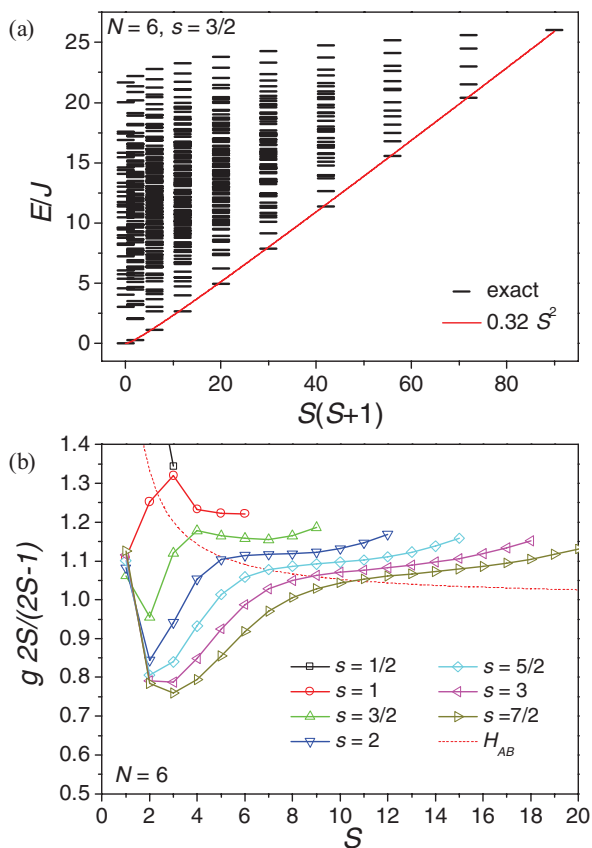 (a)
N = 6, s = 3/2
25
20
15
10
5
0
E/J
exact
0.32 S²
0 20 40 60 80
S(S+1)
(b)
1.4
1.3
1.2
1.1
1.0
0.9
0.8
0.7
0.6
0.5
g 2S/(2S-1)
s = 1/2 s = 5/2
s = 1 s = 3
s = 3/2 s =7/2
s = 2 H_AB
N = 6
0 2 4 6 8 10 12 14 16 18 20
S